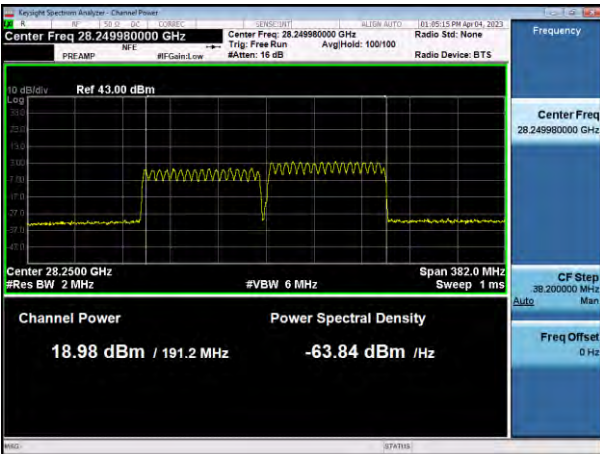 Keysight Spectrum Analyzer - Channel Power
R RF 50 Ω DC CORREC SENSE:INT ALIGN AUTO 01:05:15 PM Apr 04, 2023
Center Freq 28.249980000 GHz
NFE
PREAMP #IFGain:Low
Center Freq: 28.249980000 GHz
Trig: Free Run Avg|Hold: 100/100
#Atten: 16 dB
Radio Std: None
Radio Device: BTS
Frequency
10 dB/div Ref 43.00 dBm
Log
33.0
23.0
13.0
3.00
-7.00
-17.0
-27.0
-37.0
-47.0
Center 28.2500 GHz Span 382.0 MHz
#Res BW 2 MHz #VBW 6 MHz Sweep 1 ms
Channel Power Power Spectral Density
18.98 dBm / 191.2 MHz -63.84 dBm /Hz
Center Freq
28.249980000 GHz
CF Step
38.200000 MHz
Auto Man
Freq Offset
0 Hz
MSG STATUS